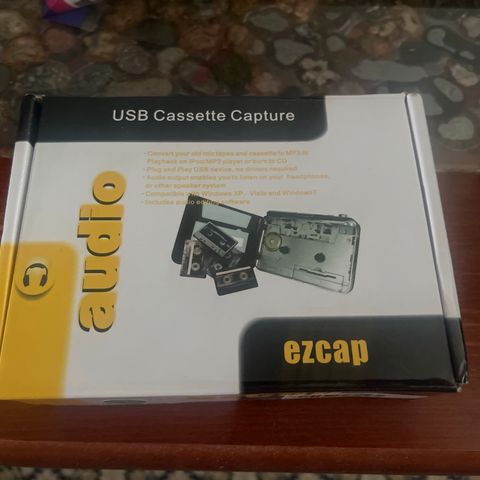 USB Cassette Capture
• Convert your old mix tapes and cassette to MP3 to
Playback on iPod/MP3 player or burn to CD
• Plug and Play USB device, no drivers required
• Audio output enables you to listen on your headphones,
or other speaker system
• Compatible with Windows XP, Vista and Windows7
• Includes audio editing software
audio
ezcap